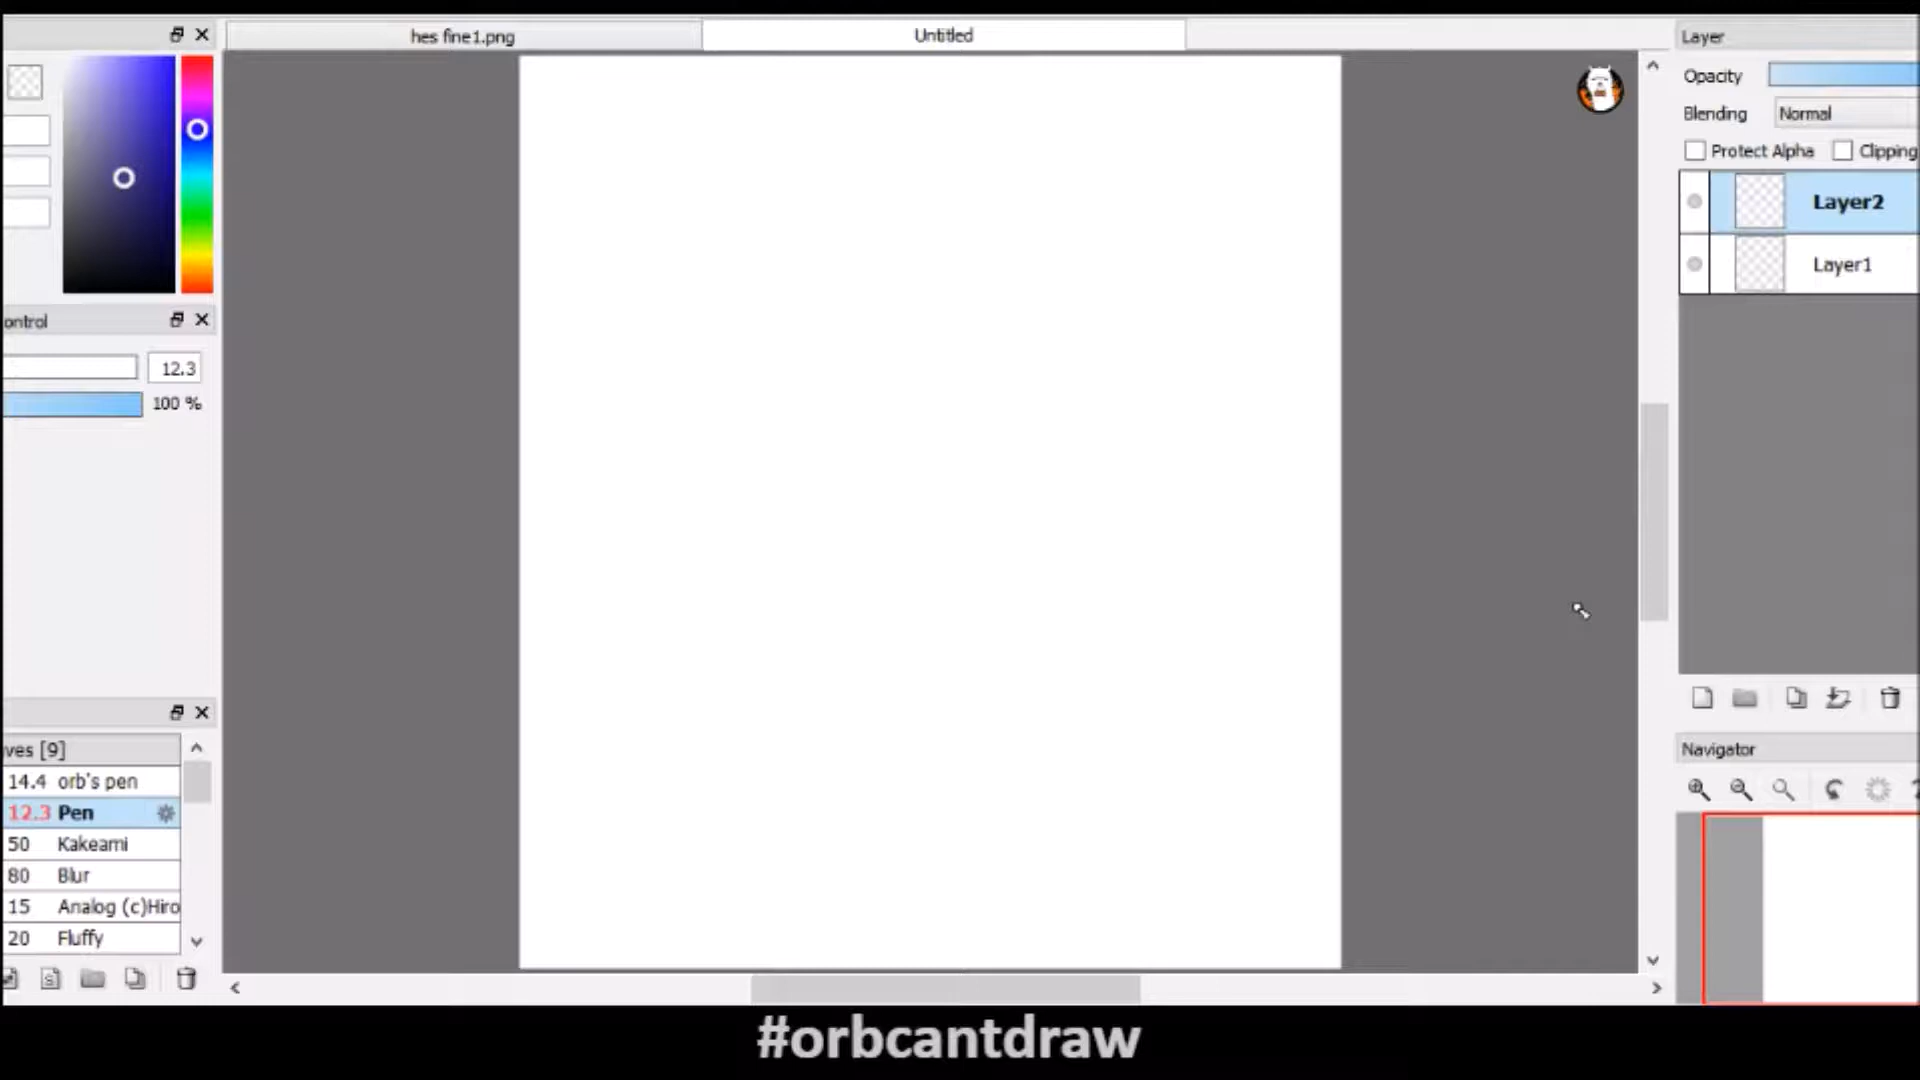 hes fine1.png
Untitled
Layer
Opacity
Blending Normal
Protect Alpha Clipping
Layer2
Layer1
ontrol
12.3
100 %
ves [9]
14.4 orb's pen
12.3 Pen
50 Kakeami
80 Blur
15 Analog (c)Hiro
20 Fluffy
Navigator
#orbcantdraw